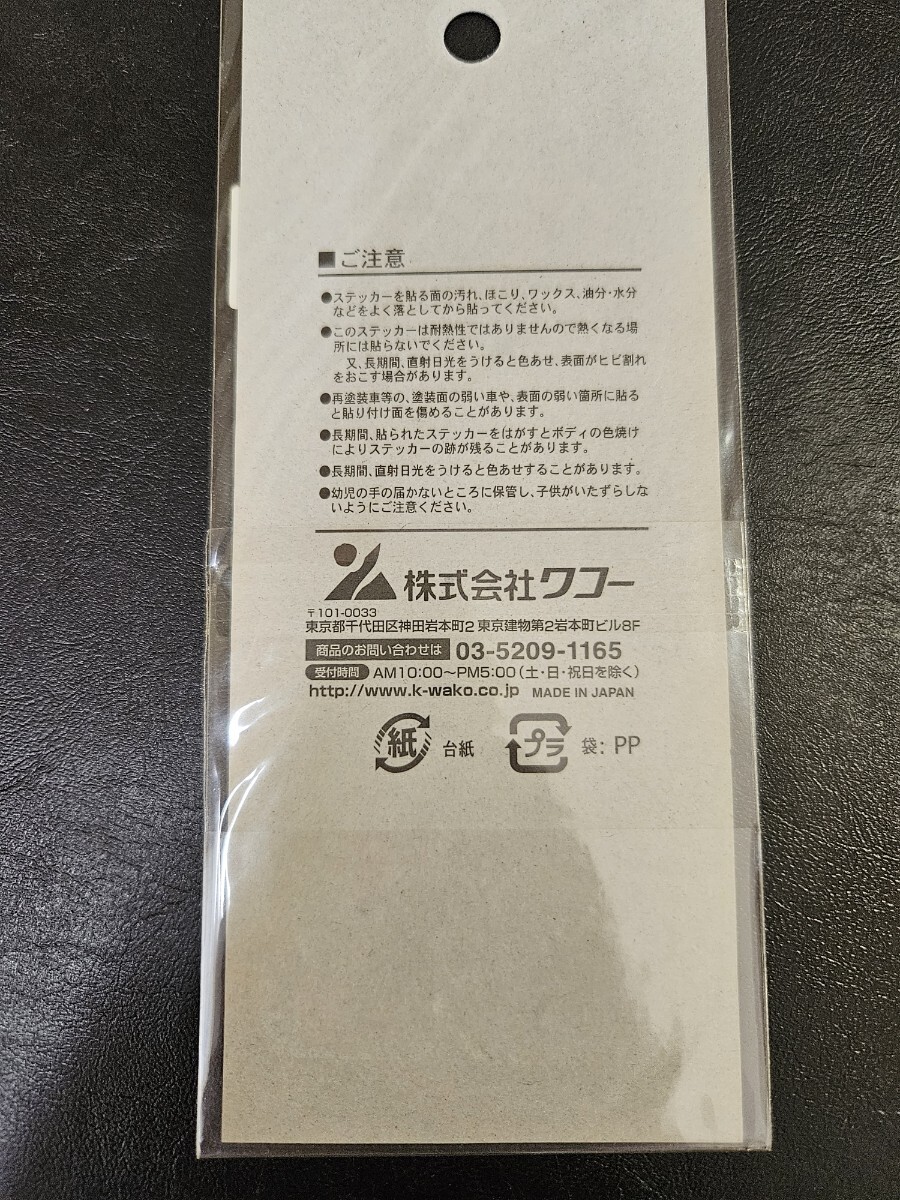 ■ご注意
●ステッカーを貼る面の汚れ、ほこり、ワックス、油分・水分
などをよく落としてから貼ってください。
●このステッカーは耐熱性ではありませんので熱くなる場
所には貼らないでください。
又、長期間、直射日光をうけると色あせ、表面がヒビ割れ
をおこす場合があります。
●再塗装車等の、塗装面の弱い車や、表面の弱い箇所に貼る
と貼り付け面を傷めることがあります。
●長期間、貼られたステッカーをはがすとボディの色焼け
によりステッカーの跡が残ることがあります。
●長期間、直射日光をうけると色あせすることがあります。
●幼児の手の届かないところに保管し、子供がいたずらしな
いようにご注意ください。
株式会社ワコー
〒101-0033
東京都千代田区神田岩本町2 東京建物第2岩本町ビル8F
商品のお問い合わせは 03-5209-1165
受付時間 AM10:00〜PM5:00(土・日・祝日を除く)
http://www.k-wako.co.jp MADE IN JAPAN
紙 台紙 プラ 袋: PP